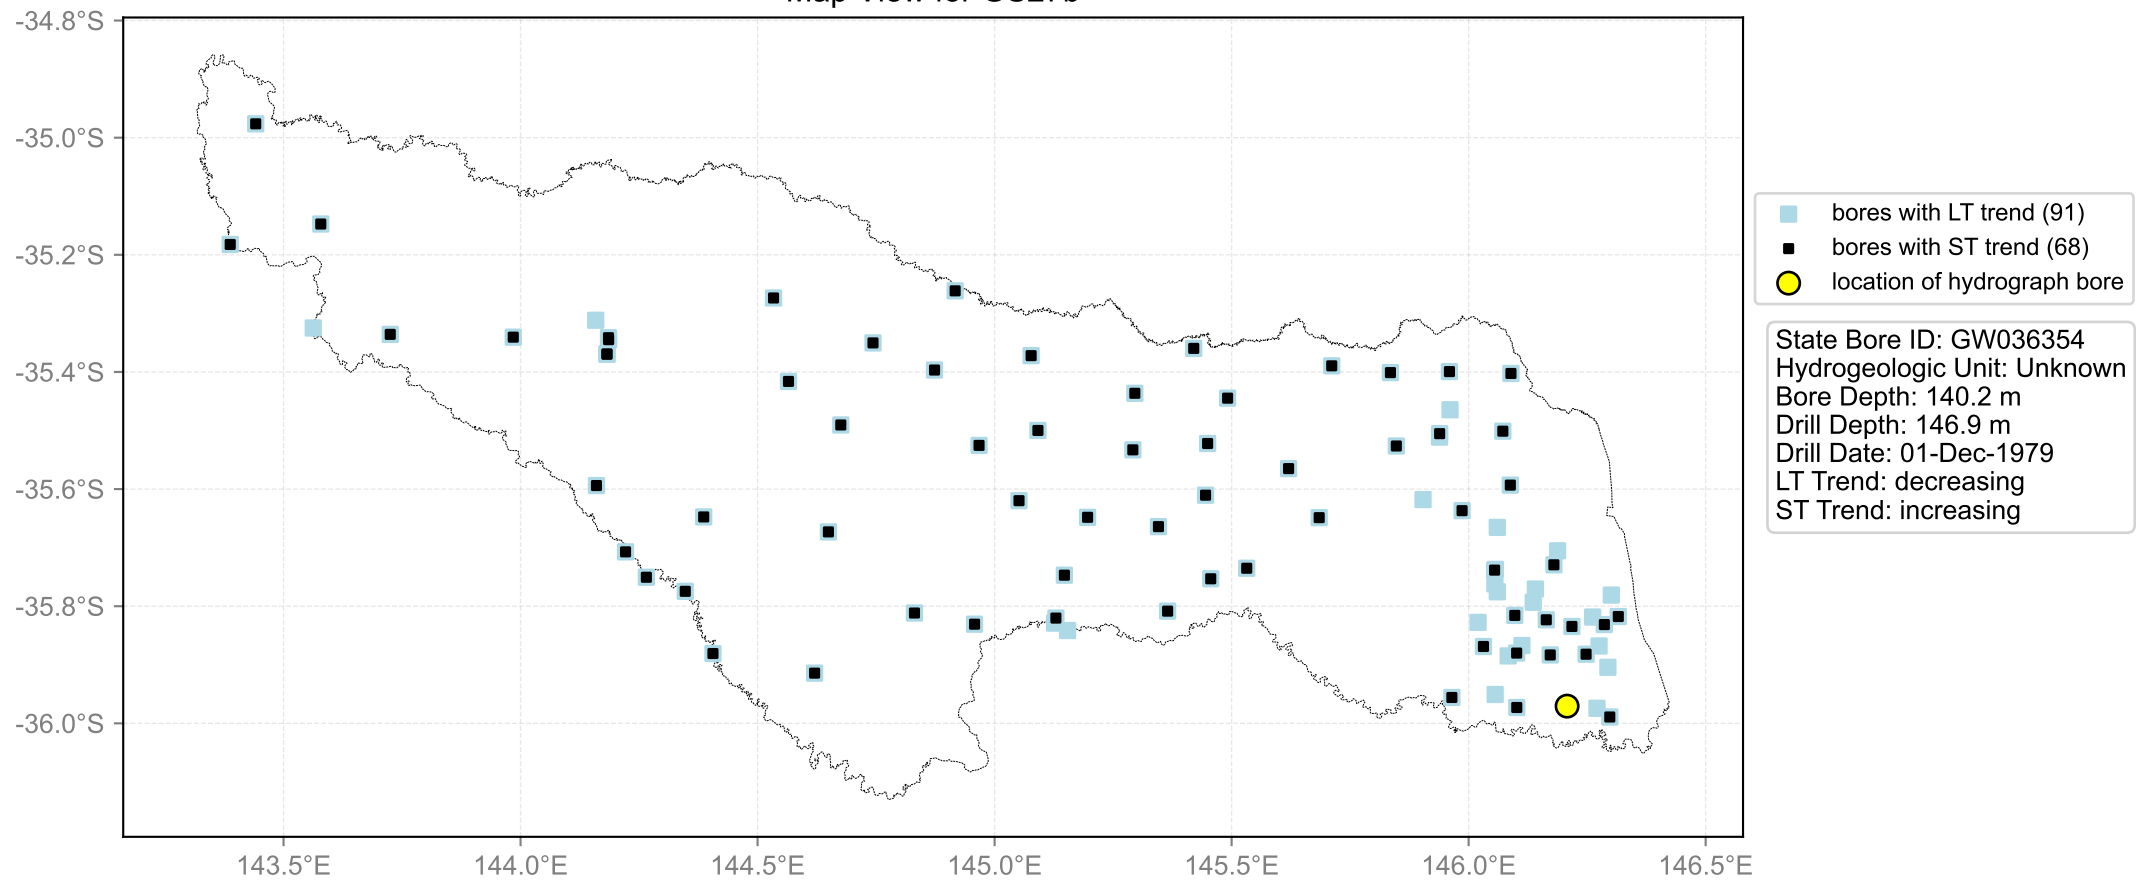 -34.8°S
-35.0°S
-35.2°S
-35.4°S
-35.6°S
-35.8°S
-36.0°S
143.5°E
144.0°E
144.5°E
145.0°E
145.5°E
146.0°E
146.5°E
bores with LT trend (91)
bores with ST trend (68)
location of hydrograph bore
State Bore ID: GW036354
Hydrogeologic Unit: Unknown
Bore Depth: 140.2 m
Drill Depth: 146.9 m
Drill Date: 01-Dec-1979
LT Trend: decreasing
ST Trend: increasing